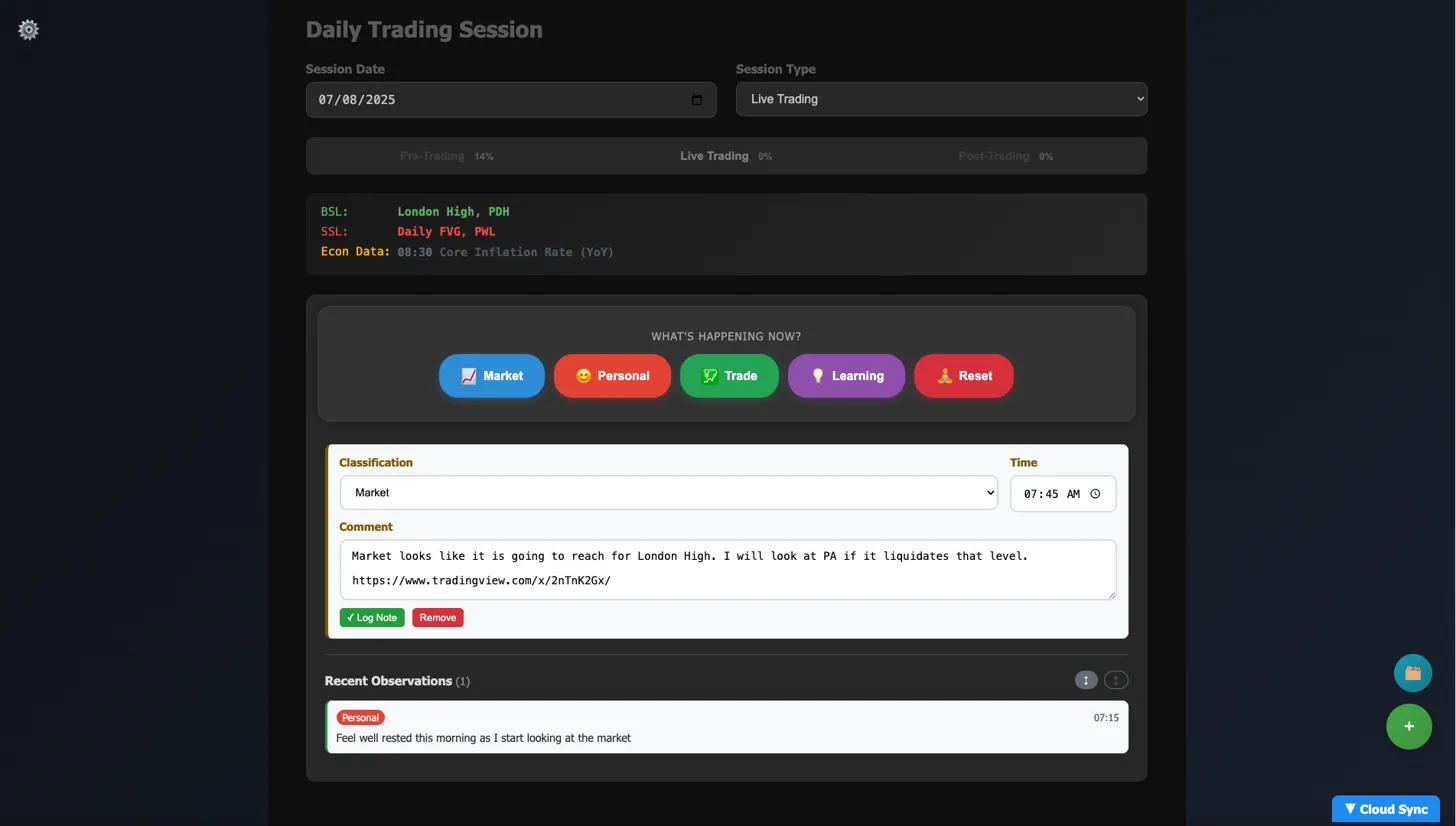 Daily Trading Session
Session Date Session Type
07/08/2025 Live Trading
Pre-Trading 14% Live Trading 0% Post-Trading 0%
BSL: London High, PDH
SSL: Daily FVG, PWL
Econ Data: 08:30 Core Inflation Rate (YoY)
WHAT'S HAPPENING NOW?
Market Personal Trade Learning Reset
Classification Time
Market 07:45 AM
Comment
Market looks like it is going to reach for London High. I will look at PA if it liquidates that level.
https://www.tradingview.com/x/2nTnK2Gx/
✓ Log Note Remove
Recent Observations (1)
Personal 07:15
Feel well rested this morning as I start looking at the market
+
▼ Cloud Sync